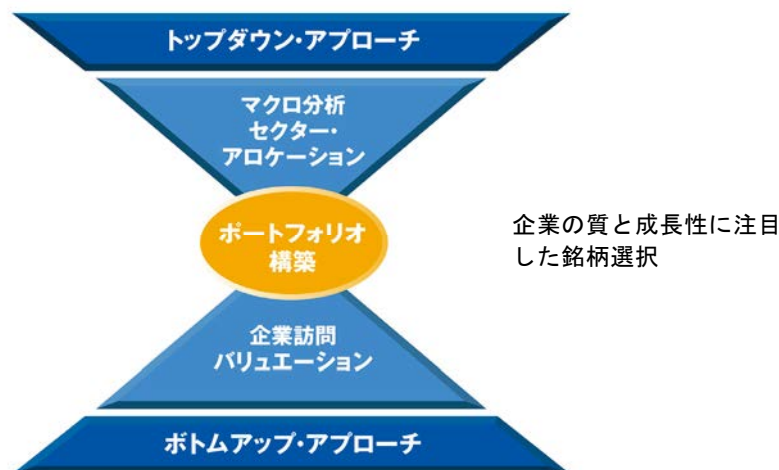 トップダウン・アプローチ
マクロ分析
セクター・
アロケーション
ポートフォリオ
構築
企業の質と成長性に注目
した銘柄選択
企業訪問
バリュエーション
ボトムアップ・アプローチ